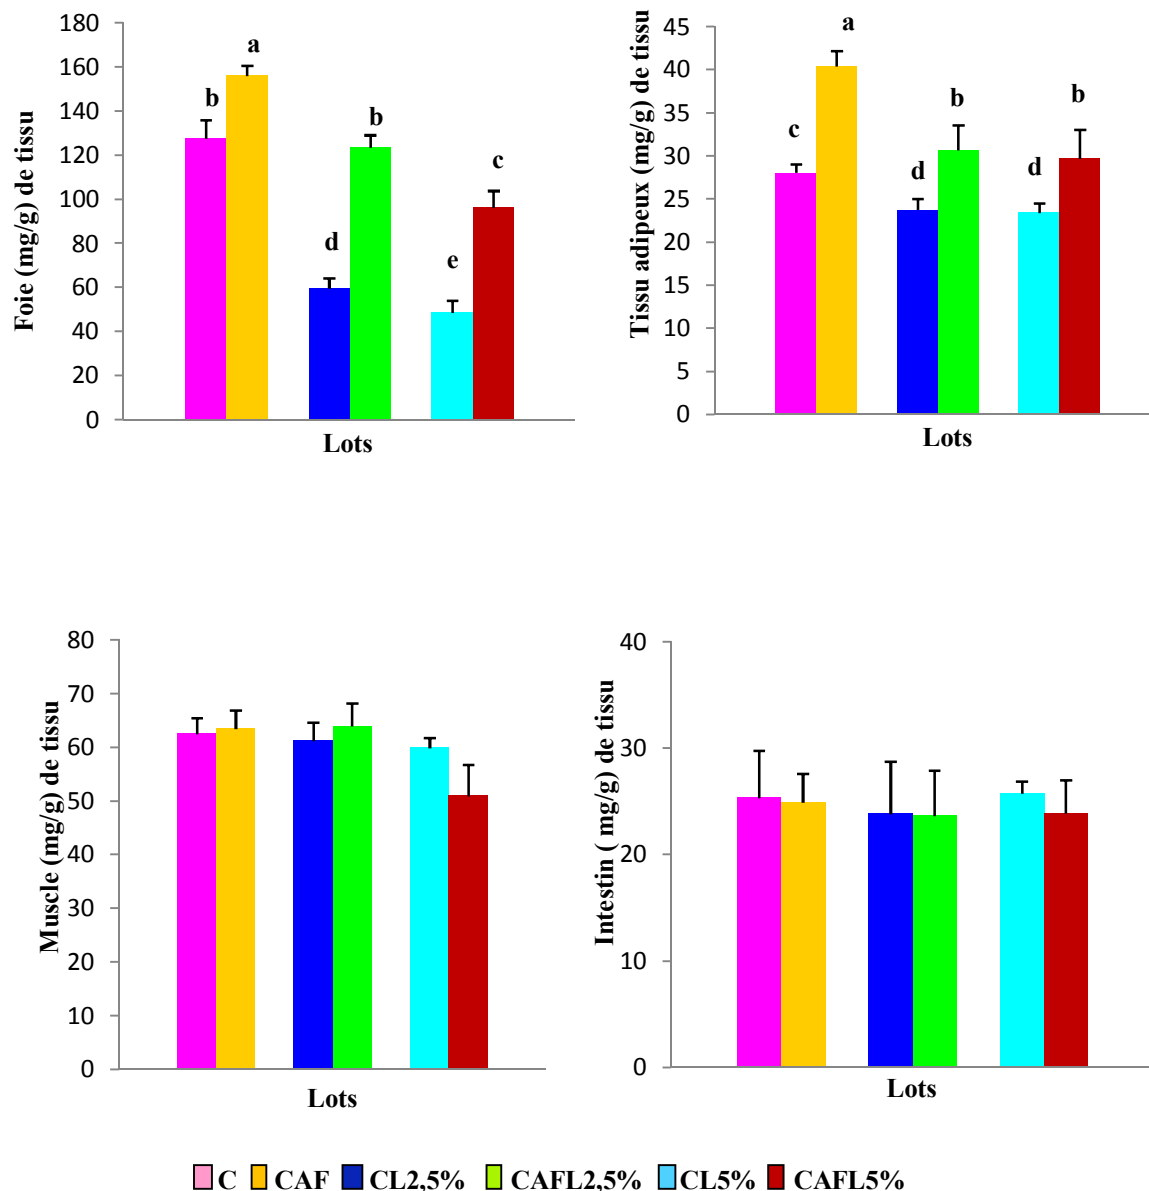 Foie (mg/g) de tissu
180
160
140
120
100
80
60
40
20
0
b
a
d
b
e
c
Lots
Tissu adipeux (mg/g) de tissu
45
40
35
30
25
20
15
10
5
0
c
a
d
b
d
b
Lots
Muscle (mg/g) de tissu
80
70
60
50
40
30
20
10
0
Lots
Intestin ( mg/g) de tissu
40
30
20
10
0
Lots
C CAF CL2,5% CAFL2,5% CL5% CAFL5%